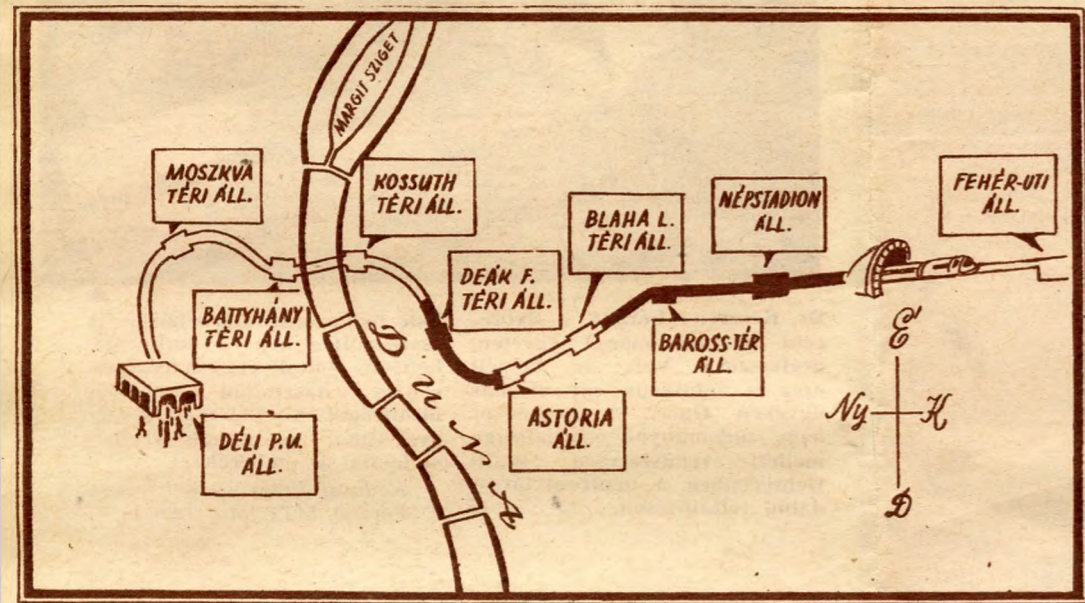 MARGIT SZIGET
MOSZKVA
TÉRI ÁLL.
KOSSUTH
TÉRI ÁLL.
BLAHA L.
TÉRI ÁLL.
NÉPSTADION
ÁLL.
FEHÉR-UTI
ÁLL.
DEÁK F.
TÉRI ÁLL.
BATTYHÁNY
TÉRI ÁLL.
BAROSS-TÉR
ÁLL.
ASTORIA
ÁLL.
DÉLI P.U.
ÁLL.
DUNA
É
Ny
K
D